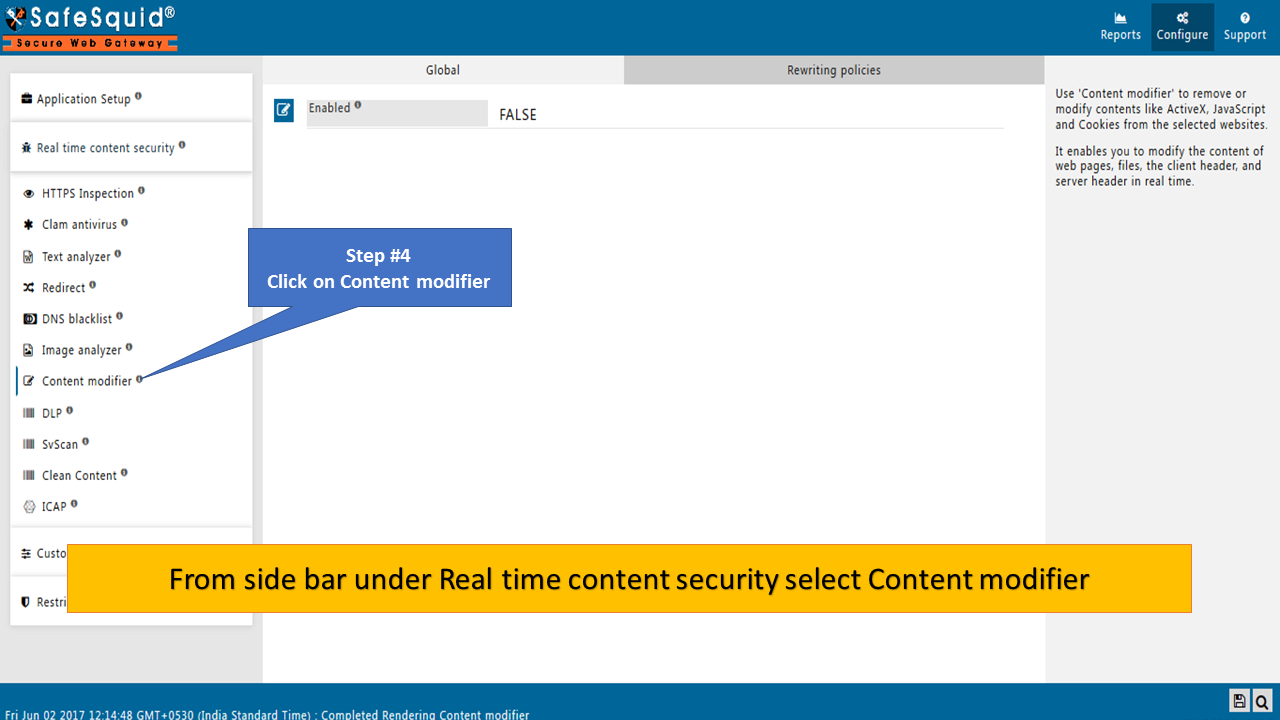 SafeSquid®
Secure Web Gateway
Reports
Configure
Support
Application Setup
Real time content security
HTTPS Inspection
Clam antivirus
Text analyzer
Redirect
DNS blacklist
Image analyzer
Content modifier
DLP
SvScan
Clean Content
ICAP
Custo
Restri
Global
Rewriting policies
Enabled
FALSE
Step #4
Click on Content modifier
Use 'Content modifier' to remove or
modify contents like ActiveX, JavaScript
and Cookies from the selected websites.
It enables you to modify the content of
web pages, files, the client header, and
server header in real time.
From side bar under Real time content security select Content modifier
Fri Jun 02 2017 12:14:48 GMT+0530 (India Standard Time) : Completed Rendering Content modifier